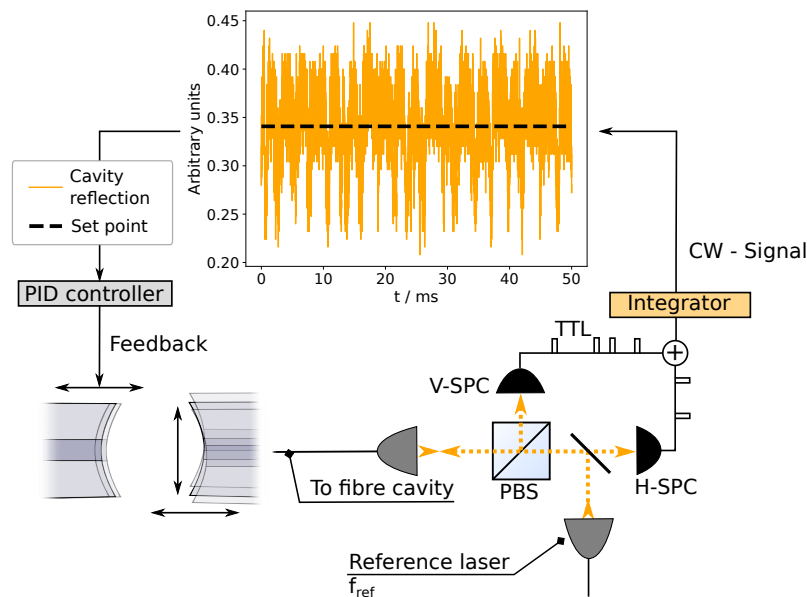 0.45
0.40
0.35
0.30
0.25
0.20
Arbitrary units
0
10
20
30
40
50
t / ms
Cavity
reflection
Set point
PID controller
Feedback
CW - Signal
Integrator
TTL
V-SPC
PBS
H-SPC
To fibre cavity
Reference laser
f_ref